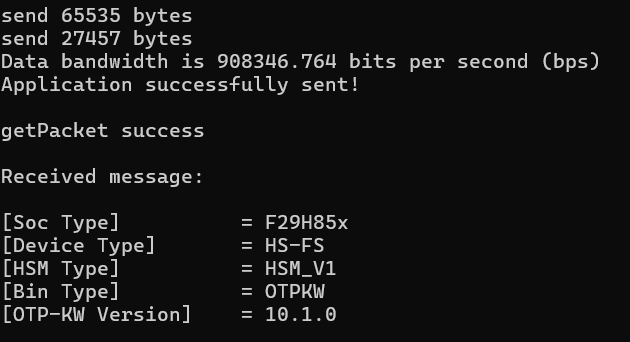 send 65535 bytes
send 27457 bytes
Data bandwidth is 908346.764 bits per second (bps)
Application successfully sent!
getPacket success
Received message:
[Soc Type] = F29H85x
[Device Type] = HS-FS
[HSM Type] = HSM_V1
[Bin Type] = OTPKW
[OTP-KW Version] = 10.1.0